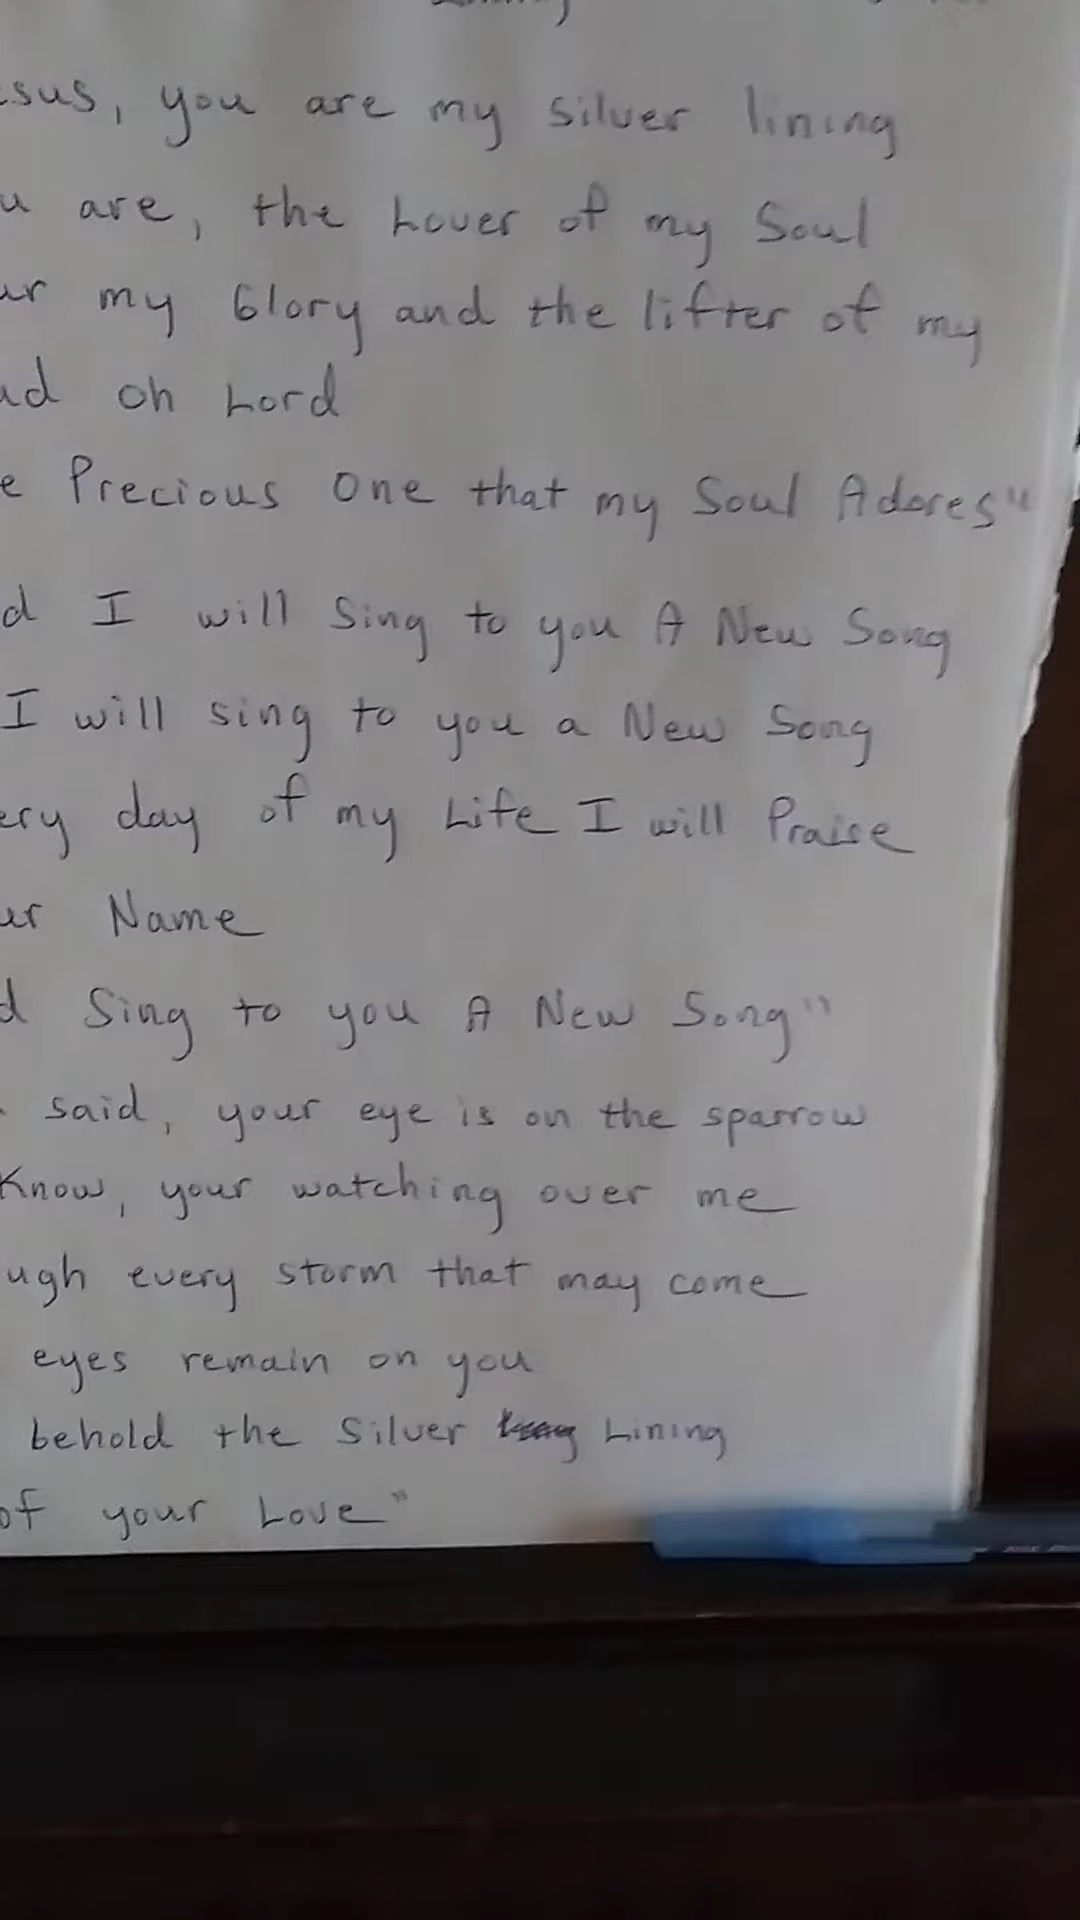 esus, you are my silver lining
u are, the Lover of my Soul
ur my Glory and the lifter of my
ad oh Lord
e Precious One that my Soul Adores"
d I will Sing to you A New Song
I will sing to you a New Song
ery day of my Life I will Praise
ur Name
d Sing to you A New Song"
said, your eye is on the sparrow
Know, your watching over me
ugh every storm that may come
eyes remain on you
behold the Silver Lining
of your Love"